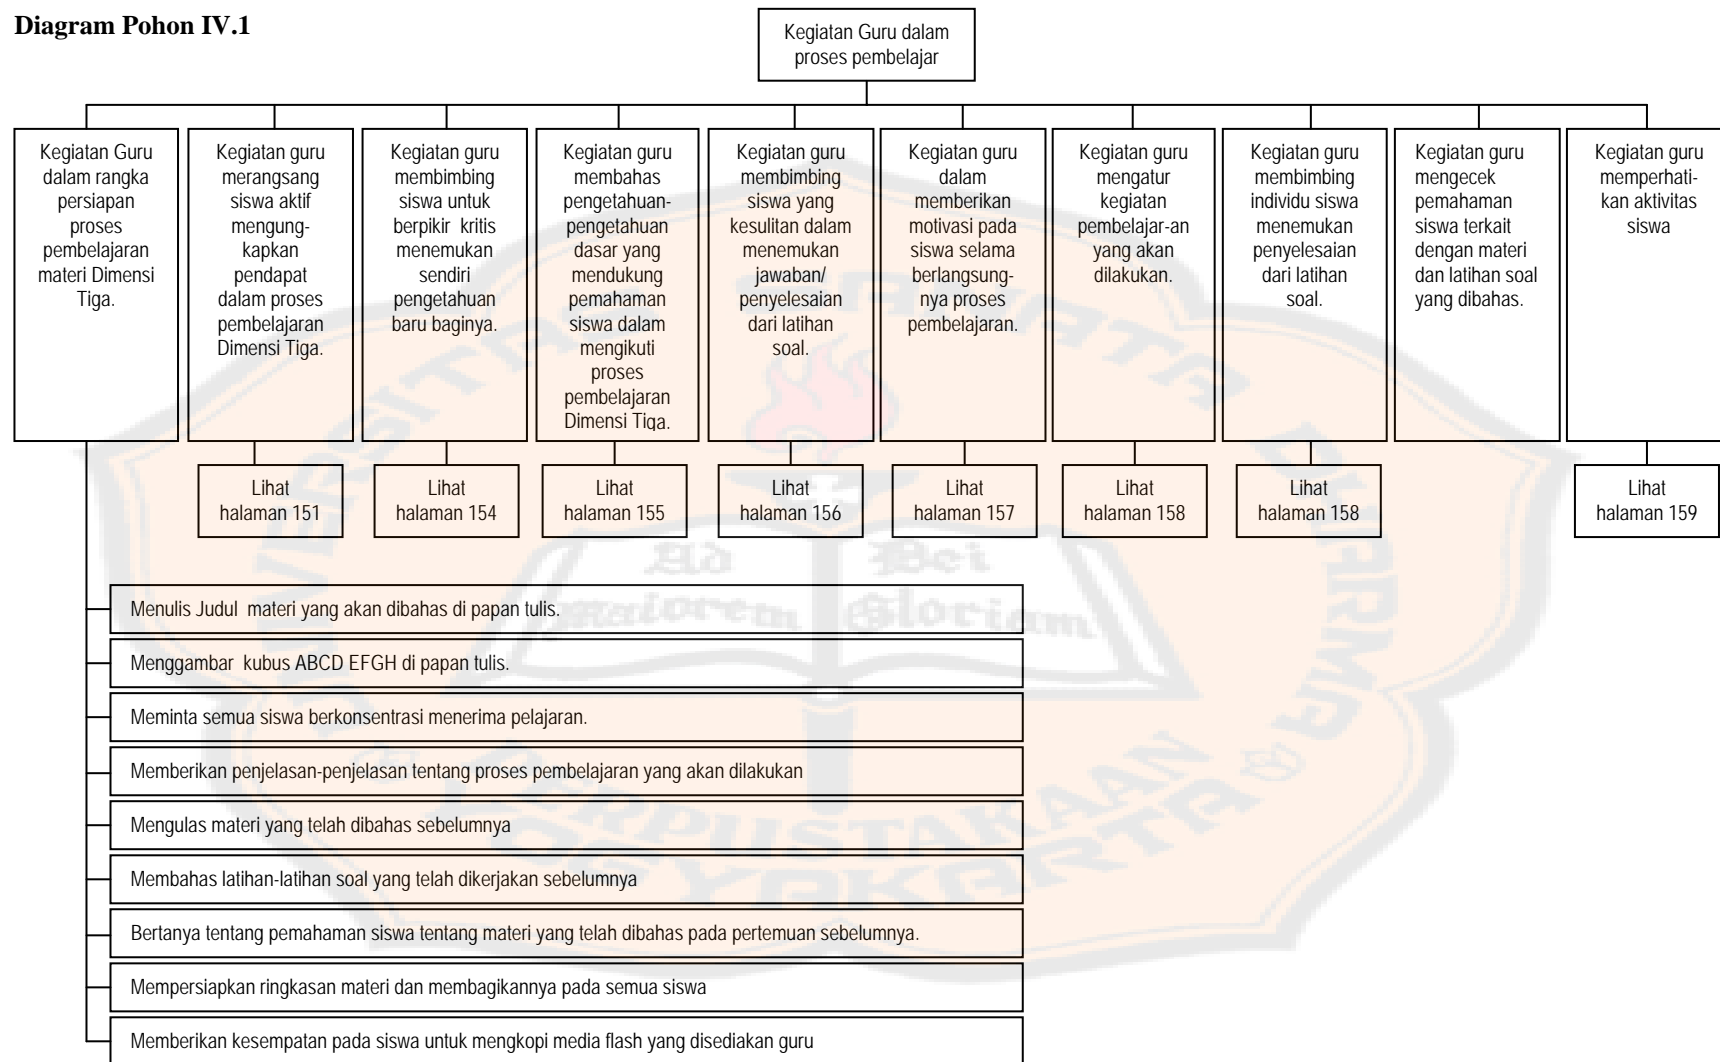 Diagram Pohon IV.1
Kegiatan Guru dalam
proses pembelajar
Kegiatan Guru
dalam rangka
persiapan
proses
pembelajaran
materi Dimensi
Tiga.
Kegiatan guru
merangsang
siswa aktif
mengung-
kapkan
pendapat
dalam proses
pembelajaran
Dimensi Tiga.
Kegiatan guru
membimbing
siswa untuk
berpikir kritis
menemukan
sendiri
pengetahuan
baru baginya.
Kegiatan guru
membahas
pengetahuan-
pengetahuan
dasar yang
mendukung
pemahaman
siswa dalam
mengikuti
proses
pembelajaran
Dimensi Tiga.
Kegiatan guru
membimbing
siswa yang
kesulitan dalam
menemukan
jawaban/
penyelesaian
dari latihan
soal.
Kegiatan guru
dalam
memberikan
motivasi pada
siswa selama
berlangsung-
nya proses
pembelajaran.
Kegiatan guru
mengatur
kegiatan
pembelajar-an
yang akan
dilakukan.
Kegiatan guru
membimbing
individu siswa
menemukan
penyelesaian
dari latihan
soal.
Kegiatan guru
mengecek
pemahaman
siswa terkait
dengan materi
dan latihan soal
yang dibahas.
Kegiatan guru
memperhati-
kan aktivitas
siswa
Lihat
halaman 151
Lihat
halaman 154
Lihat
halaman 155
Lihat
halaman 156
Lihat
halaman 157
Lihat
halaman 158
Lihat
halaman 158
Lihat
halaman 159
Menulis Judul materi yang akan dibahas di papan tulis.
Menggambar kubus ABCD EFGH di papan tulis.
Meminta semua siswa berkonsentrasi menerima pelajaran.
Memberikan penjelasan-penjelasan tentang proses pembelajaran yang akan dilakukan
Mengulas materi yang telah dibahas sebelumnya
Membahas latihan-latihan soal yang telah dikerjakan sebelumnya
Bertanya tentang pemahaman siswa tentang materi yang telah dibahas pada pertemuan sebelumnya.
Mempersiapkan ringkasan materi dan membagikannya pada semua siswa
Memberikan kesempatan pada siswa untuk mengkopi media flash yang disediakan guru
UNIVERSITAS SANATA DHARMA
Ad Dei
maiorem Gloriam
PERPUSTAKAAN
YOGYAKARTA